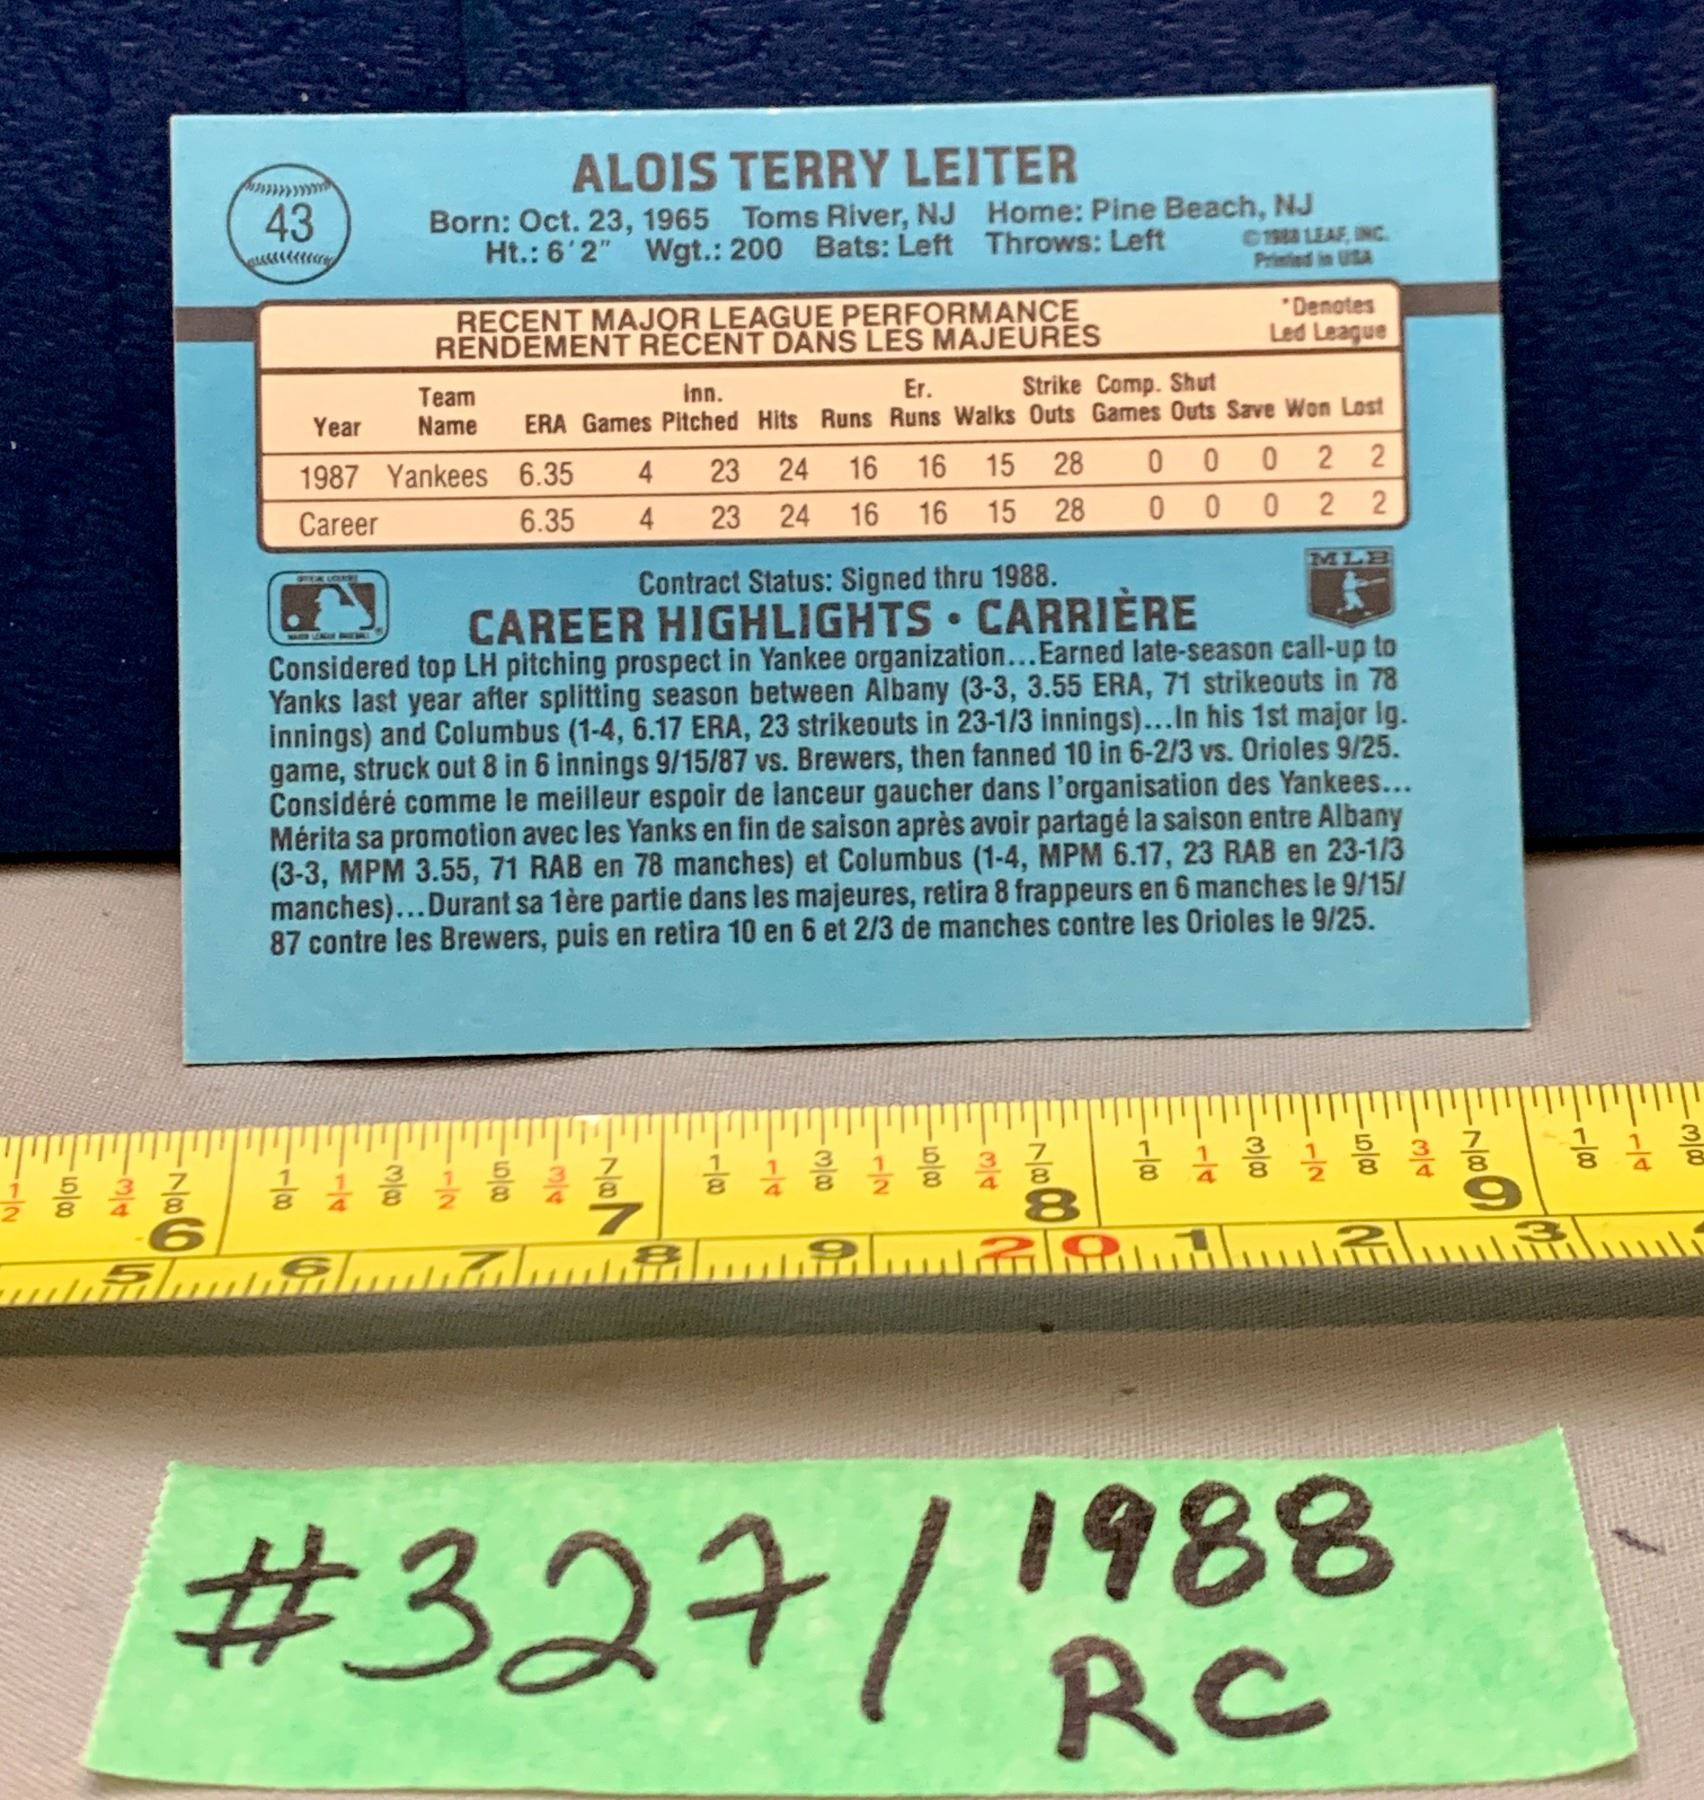 43
ALOIS TERRY LEITER
Born: Oct. 23, 1965 Toms River, NJ Home: Pine Beach, NJ
Ht.: 6'2" Wgt.: 200 Bats: Left Throws: Left
© 1988 LEAF, INC.
Printed in USA
RECENT MAJOR LEAGUE PERFORMANCE
RENDEMENT RÉCENT DANS LES MAJEURES
*Denotes
Led League
Year Team Name ERA Games Inn. Pitched Hits Runs Er. Runs Walks Strike Outs Comp. Games Shut Outs Save Won Lost
1987 Yankees 6.35 4 23 24 16 16 15 28 0 0 0 2 2
Career 6.35 4 23 24 16 16 15 28 0 0 0 2 2
Contract Status: Signed thru 1988.
MLB
CAREER HIGHLIGHTS • CARRIÈRE
Considered top LH pitching prospect in Yankee organization...Earned late-season call-up to
Yanks last year after splitting season between Albany (3-3, 3.55 ERA, 71 strikeouts in 78
innings) and Columbus (1-4, 6.17 ERA, 23 strikeouts in 23-1/3 innings)...In his 1st major lg.
game, struck out 8 in 6 innings 9/15/87 vs. Brewers, then fanned 10 in 6-2/3 vs. Orioles 9/25.
Considéré comme le meilleur espoir de lanceur gaucher dans l'organisation des Yankees...
Mérita sa promotion avec les Yanks en fin de saison après avoir partagé la saison entre Albany
(3-3, MPM 3.55, 71 RAB en 78 manches) et Columbus (1-4, MPM 6.17, 23 RAB en 23-1/3
manches)...Durant sa 1ère partie dans les majeures, retira 8 frappeurs en 6 manches le 9/15/
87 contre les Brewers, puis en retira 10 en 6 et 2/3 de manches contre les Orioles le 9/25.
1/2 5/8 3/4 7/8 1/8 1/4 3/8 1/2 5/8 3/4 7/8 1/8 1/4 3/8 1/2 5/8 3/4 7/8 1/8 1/4 3/8 1/2 5/8 3/4 7/8 1/8 1/4 3/8
6 7 8 9
5 6 7 8 9 20 1 2 3
#327/1988
RC